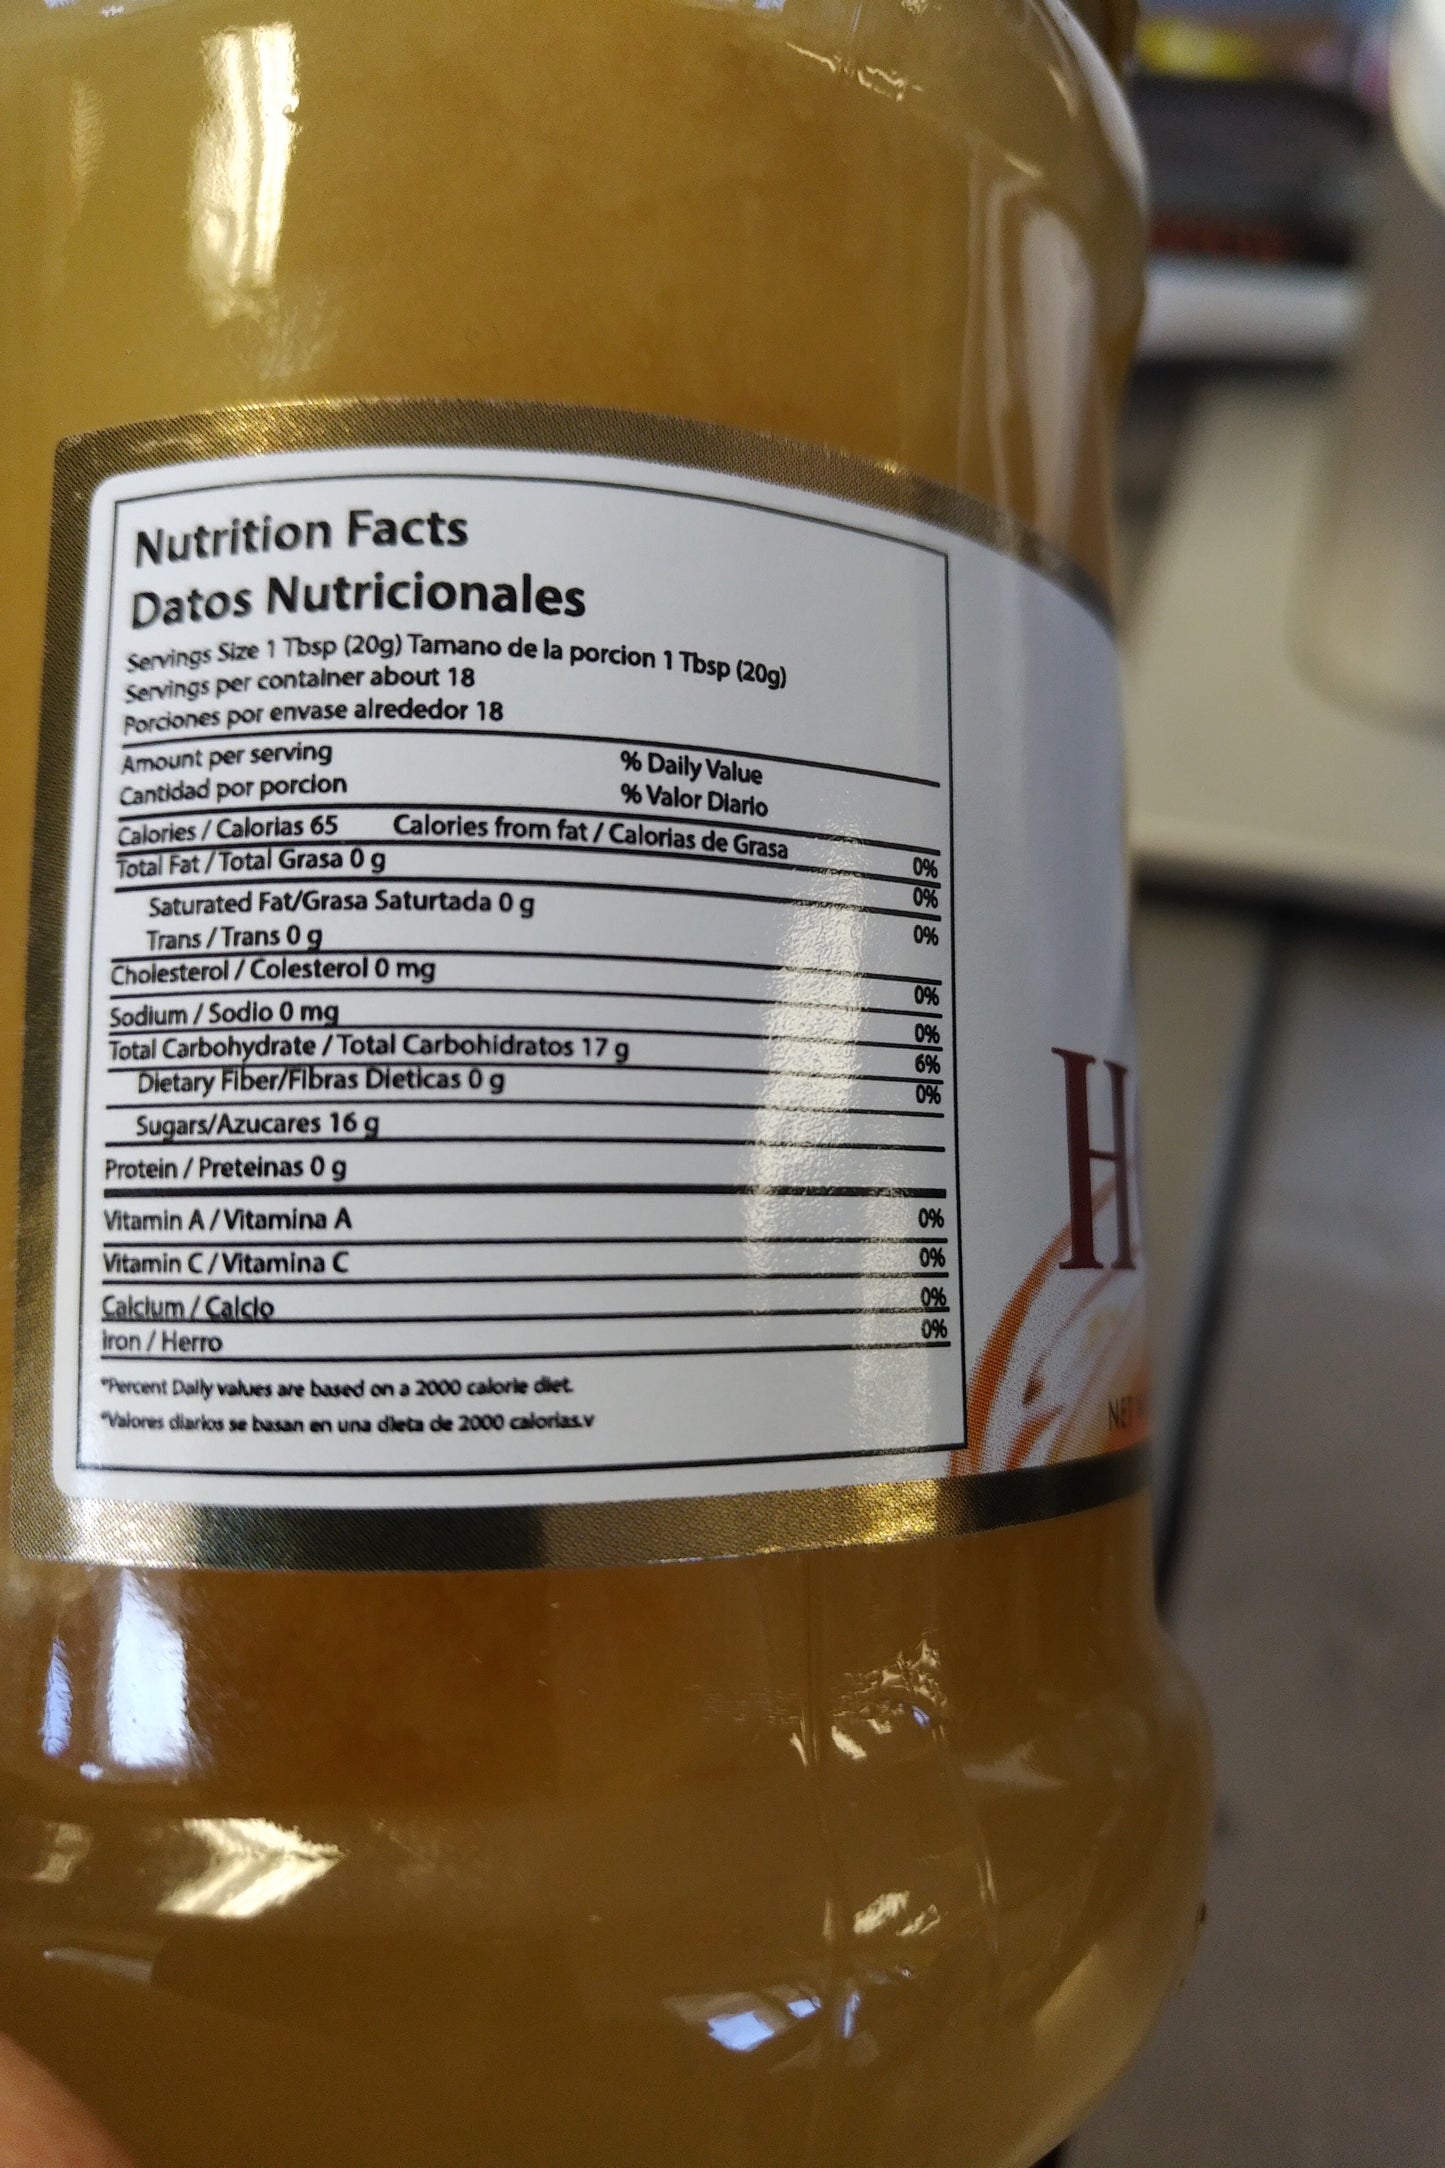 Nutrition Facts
Datos Nutricionales
Servings Size 1 Tbsp (20g) Tamano de la porcion 1 Tbsp (20g)
Servings per container about 18
Porciones por envase alrededor 18
Amount per serving % Daily Value
Cantidad por porcion % Valor Diario
Calories / Calorias 65 Calories from fat / Calorias de Grasa 0%
Total Fat / Total Grasa 0 g 0%
Saturated Fat/Grasa Saturtada 0 g 0%
Trans / Trans 0 g
Cholesterol / Colesterol 0 mg 0%
Sodium / Sodio 0 mg 0%
Total Carbohydrate / Total Carbohidratos 17 g 6%
Dietary Fiber/Fibras Dieticas 0 g 0%
Sugars/Azucares 16 g
Protein / Preteinas 0 g
Vitamin A / Vitamina A 0%
Vitamin C / Vitamina C 0%
Calcium / Calcio 0%
Iron / Herro 0%
*Percent Daily values are based on a 2000 calorie diet.
*Valores diarios se basan en una dieta de 2000 calorias.v
H
NET